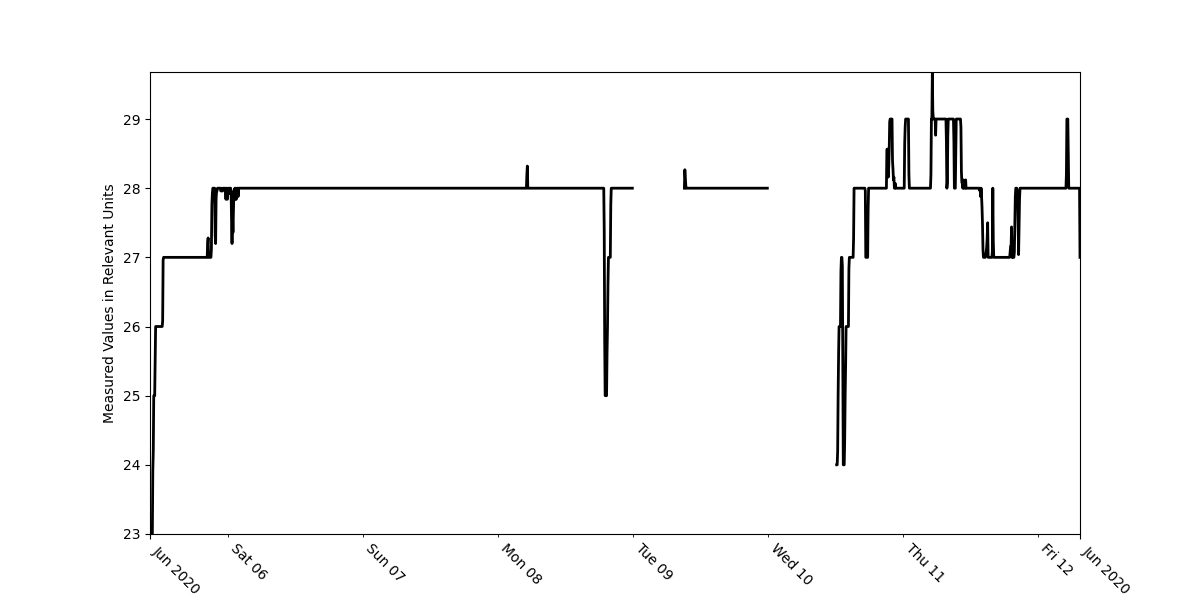 Measured Values in Relevant Units
29
28
27
26
25
24
23
Jun 2020
Sat 06
Sun 07
Mon 08
Tue 09
Wed 10
Thu 11
Fri 12
Jun 2020